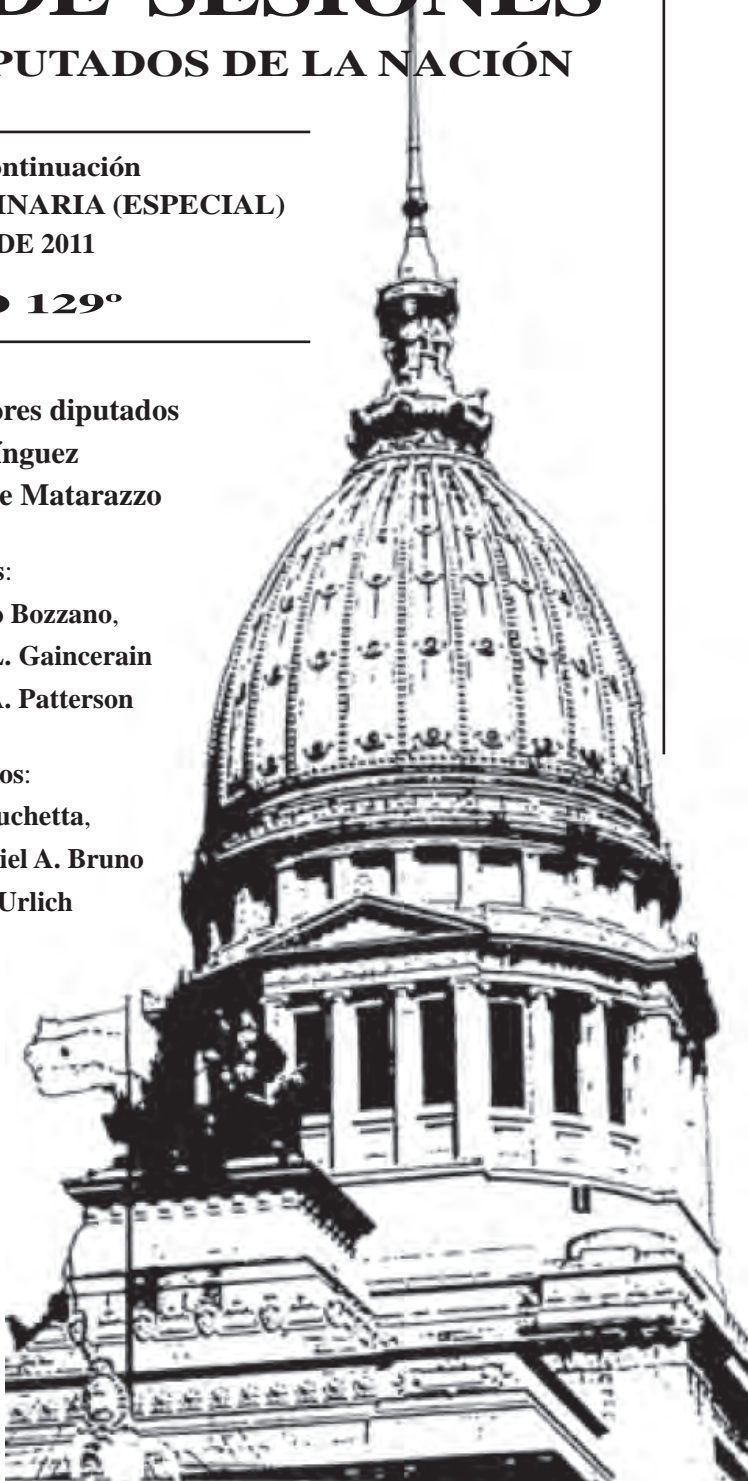 DE SESIONES
PUTADOS DE LA NACIÓN
ntinuación
INARIA (ESPECIAL)
DE 2011
O 129º
ores diputados
ínguez
e Matarazzo
s:
o Bozzano,
L. Gaincerain
A. Patterson
os:
uchetta,
iel A. Bruno
Urlich